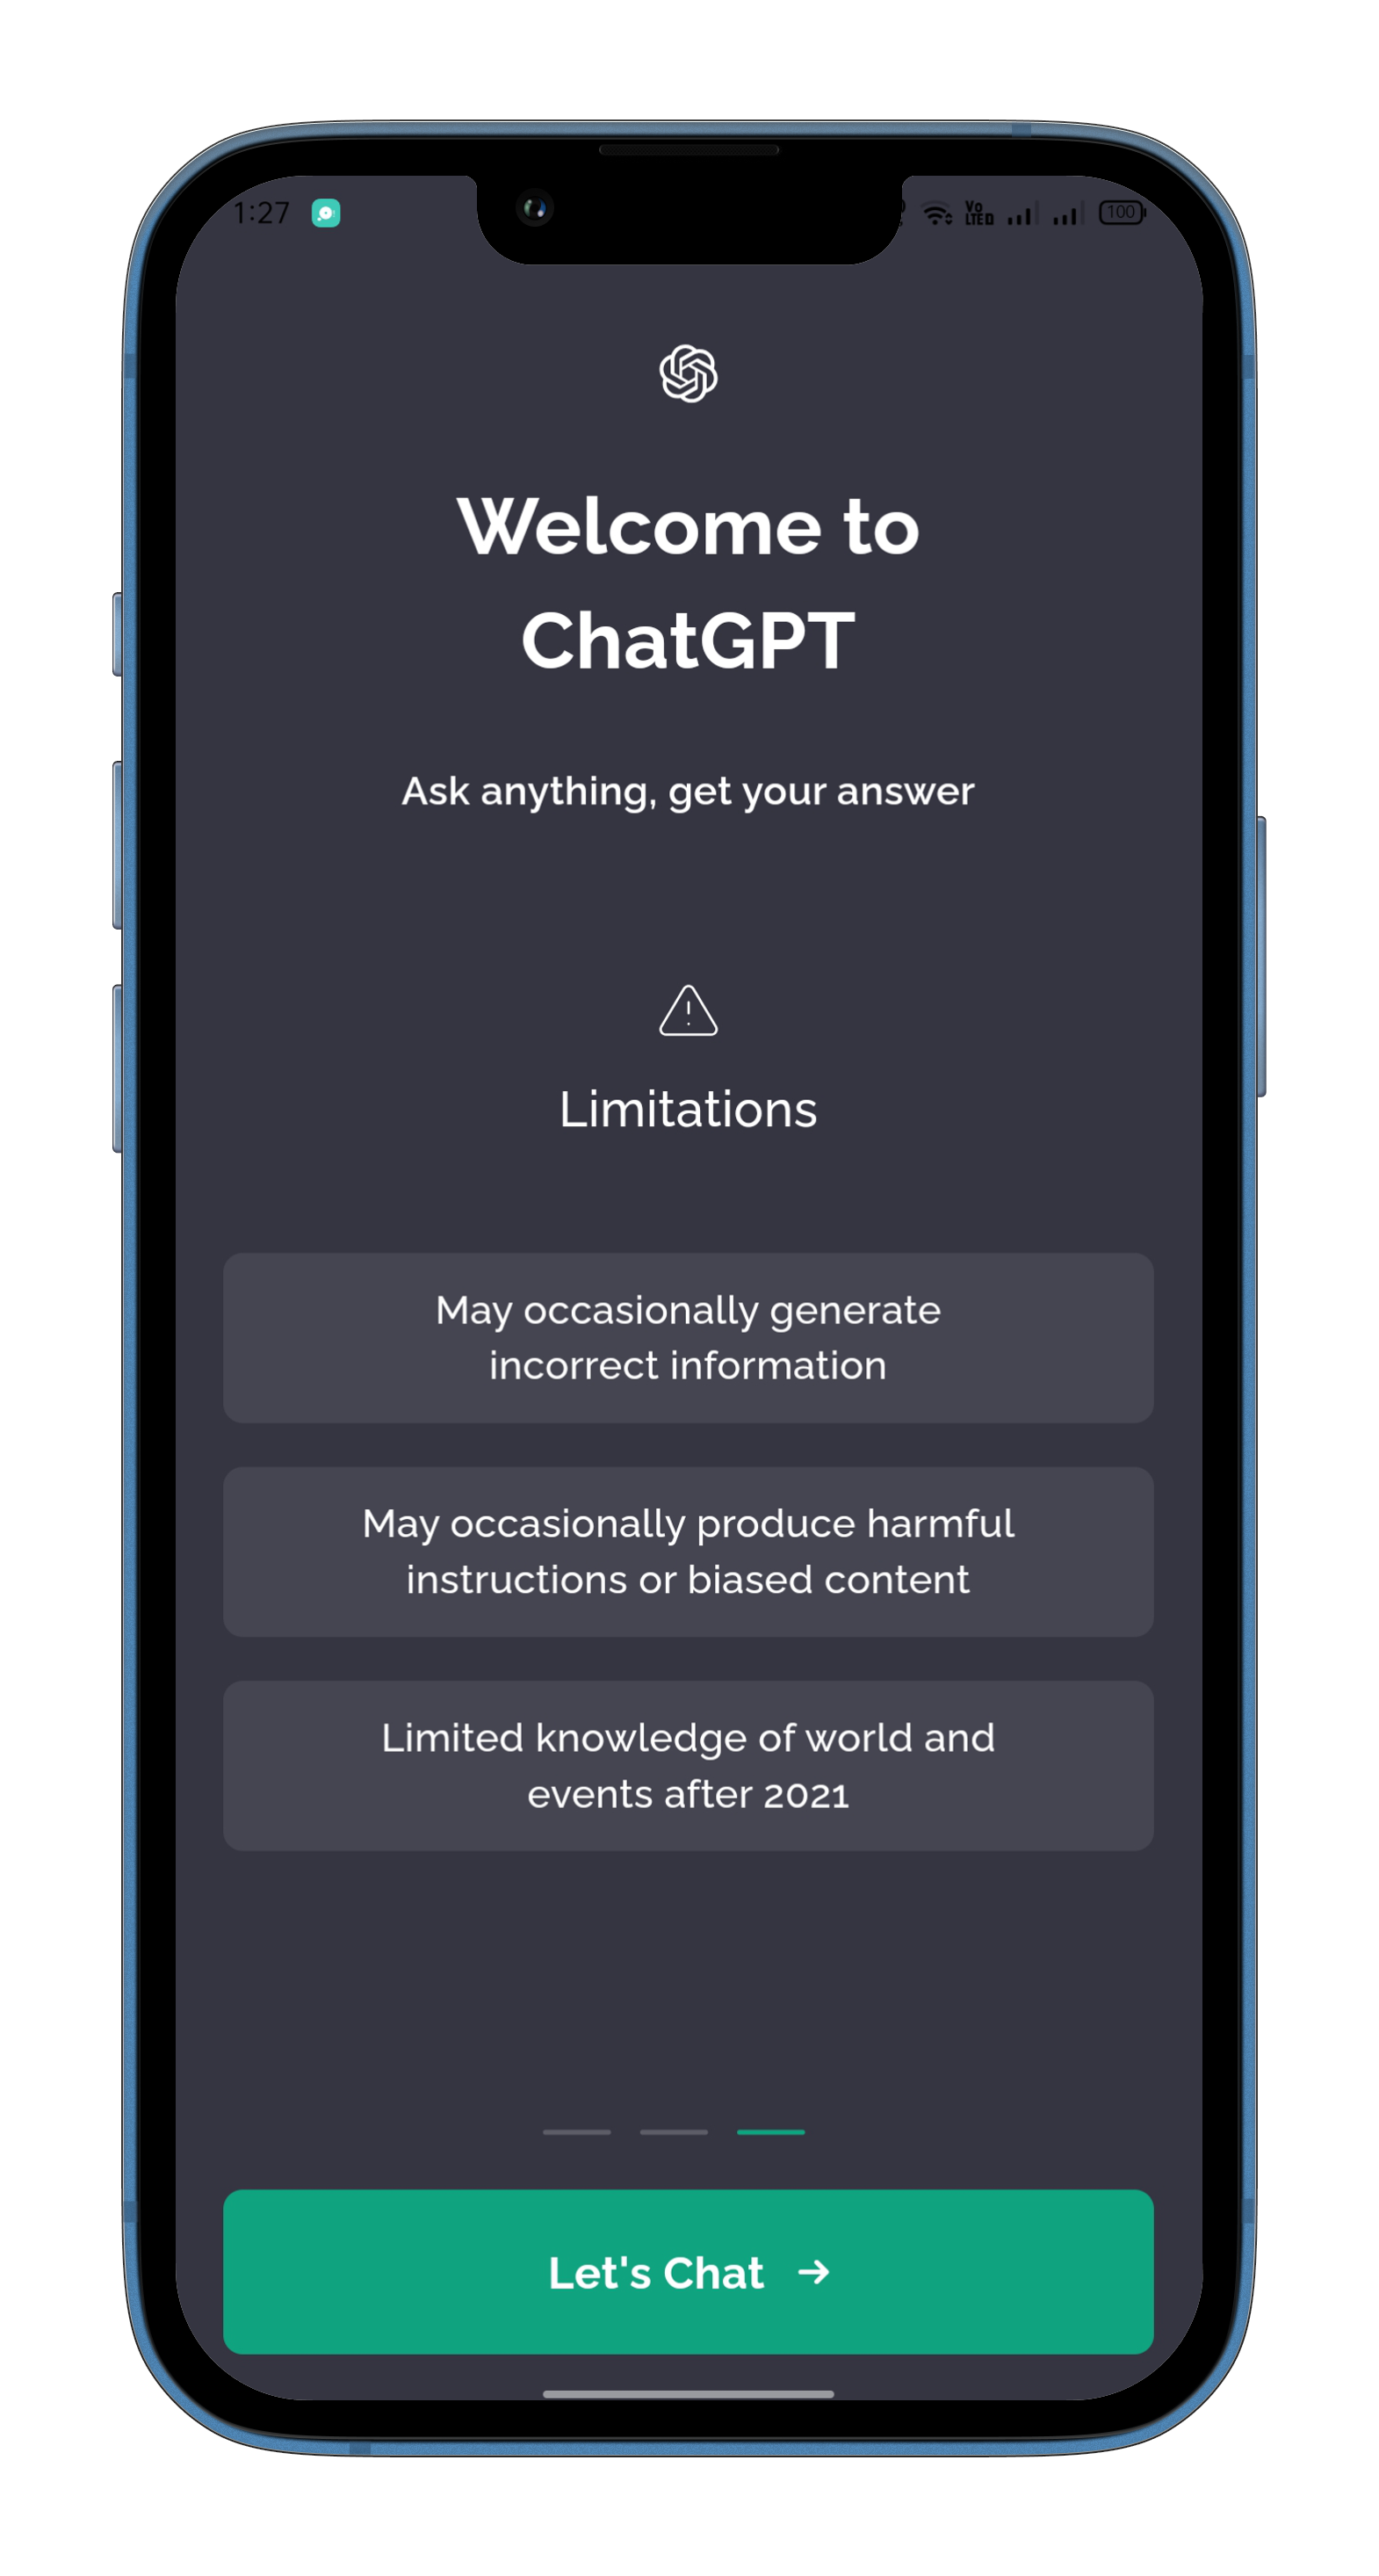 1:27 Vo LTED 100
Welcome to
ChatGPT
Ask anything, get your answer
Limitations
May occasionally generate
incorrect information
May occasionally produce harmful
instructions or biased content
Limited knowledge of world and
events after 2021
Let's Chat →